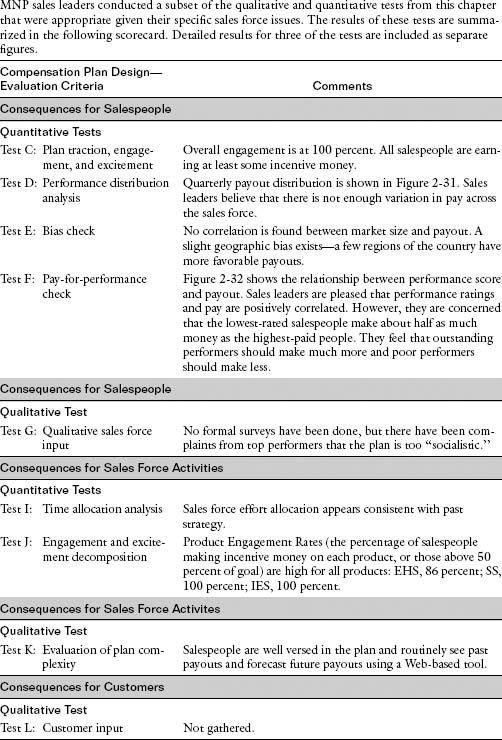 MNP sales leaders conducted a subset of the qualitative and quantitative tests from this chapter
that were appropriate given their specific sales force issues. The results of these tests are summa-
rized in the following scorecard. Detailed results for three of the tests are included as separate
figures.
Compensation Plan Design—
Evaluation Criteria Comments
Consequences for Salespeople
Quantitative Tests
Test C: Plan traction, engage- Overall engagement is at 100 percent. All salespeople are earn-
ment, and excitement ing at least some incentive money.
Test D: Performance distribution Quarterly payout distribution is shown in Figure 2-31. Sales
analysis leaders believe that there is not enough variation in pay across
the sales force.
Test E: Bias check No correlation is found between market size and payout. A
slight geographic bias exists—a few regions of the country have
more favorable payouts.
Test F: Pay-for-performance Figure 2-32 shows the relationship between performance score
check and payout. Sales leaders are pleased that performance ratings
and pay are positively correlated. However, they are concerned
that the lowest-rated salespeople make about half as much
money as the highest-paid people. They feel that outstanding
performers should make much more and poor performers
should make less.
Consequences for Salespeople
Qualitative Test
Test G: Qualitative sales force No formal surveys have been done, but there have been com-
input plaints from top performers that the plan is too “socialistic.”
Consequences for Sales Force Activities
Quantitative Tests
Test I: Time allocation analysis Sales force effort allocation appears consistent with past
strategy.
Test J: Engagement and excite- Product Engagement Rates (the percentage of salespeople
ment decomposition making incentive money on each product, or those above 50
percent of goal) are high for all products: EHS, 86 percent; SS,
100 percent; IES, 100 percent.
Consequences for Sales Force Activites
Qualitative Test
Test K: Evaluation of plan com- Salespeople are well versed in the plan and routinely see past
plexity payouts and forecast future payouts using a Web-based tool.
Consequences for Customers
Qualitative Test
Test L: Customer input Not gathered.